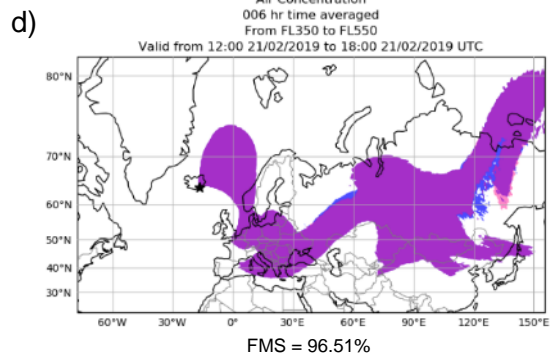 d)
Air Concentration
006 hr time averaged
From FL350 to FL550
Valid from 12:00 21/02/2019 to 18:00 21/02/2019 UTC
80°N
70°N
60°N
50°N
40°N
30°N
60°W 30°W 0°E 30°E 60°E 90°E 120°E 150°E
FMS = 96.51%